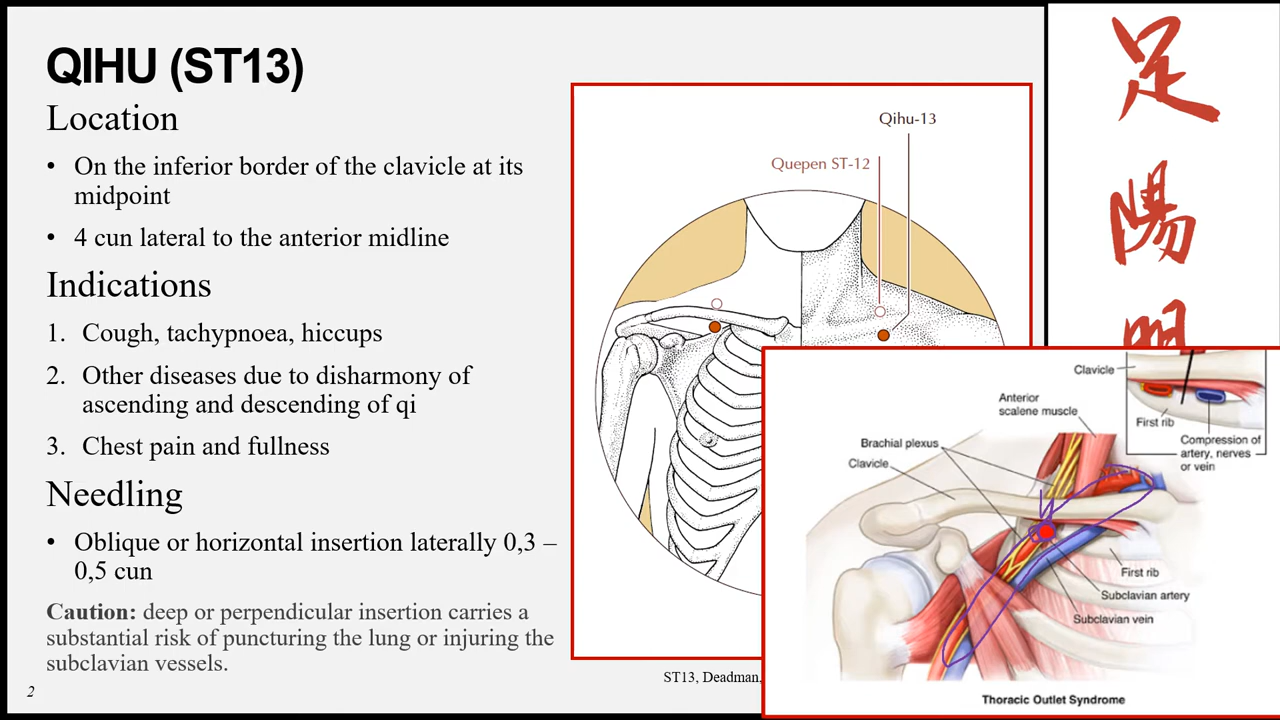 QIHU (ST13)
Location
• On the inferior border of the clavicle at its
midpoint
• 4 cun lateral to the anterior midline
Indications
1. Cough, tachypnoea, hiccups
2. Other diseases due to disharmony of
ascending and descending of qi
3. Chest pain and fullness
Needling
• Oblique or horizontal insertion laterally 0,3 –
0,5 cun
Caution: deep or perpendicular insertion carries a
substantial risk of puncturing the lung or injuring the
subclavian vessels.
2
Qihu-13
Quepen ST-12
ST13, Deadman,
足
陽
明
Clavicle
First rib
Compression of
artery, nerves
or vein
Anterior
scalene muscle
Brachial plexus
Clavicle
First rib
Subclavian artery
Subclavian vein
Thoracic Outlet Syndrome